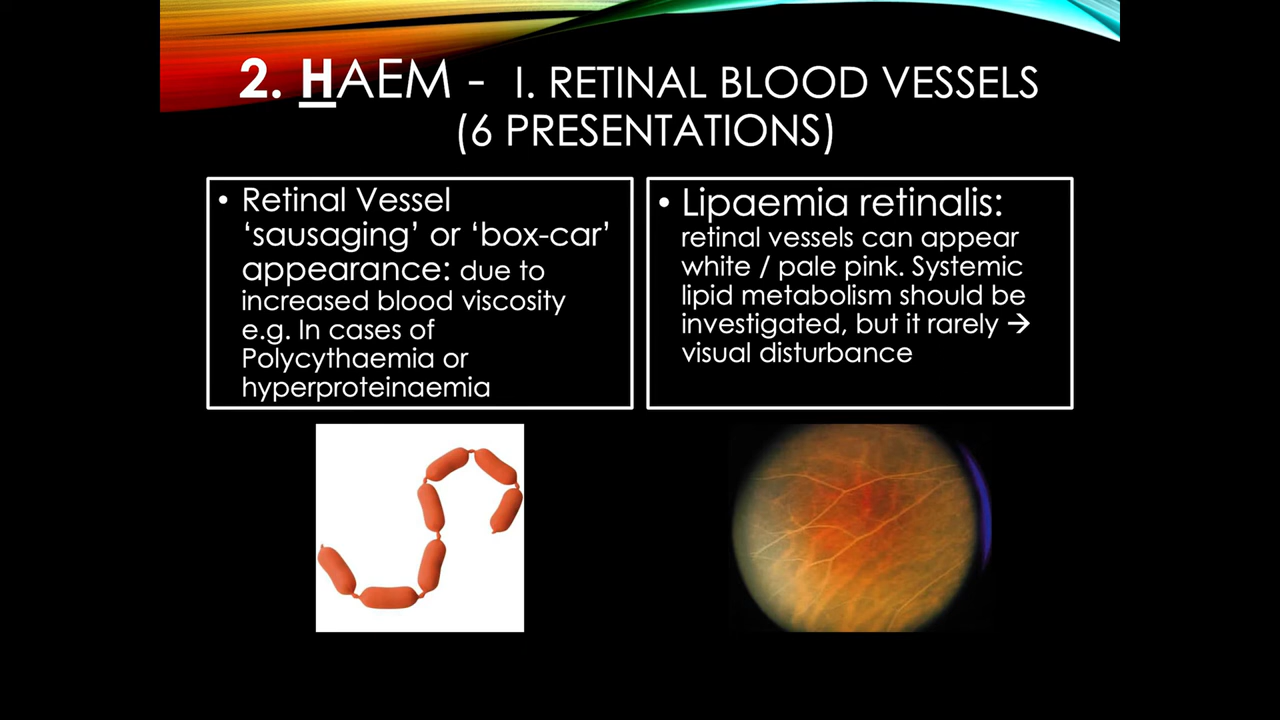 2. HAEM - I. RETINAL BLOOD VESSELS
(6 PRESENTATIONS)
• Retinal Vessel
‘sausaging’ or ‘box-car’
appearance: due to
increased blood viscosity
e.g. In cases of
Polycythaemia or
hyperproteinaemia
• Lipaemia retinalis:
retinal vessels can appear
white / pale pink. Systemic
lipid metabolism should be
investigated, but it rarely →
visual disturbance